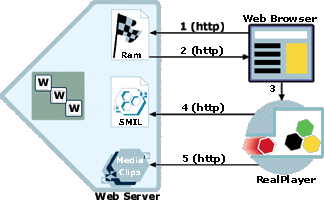 1 (http)
Web Browser
Ram
2 (http)
3
W
W
W
4 (http)
SMIL
Media
Clips
5 (http)
Web Server
RealPlayer